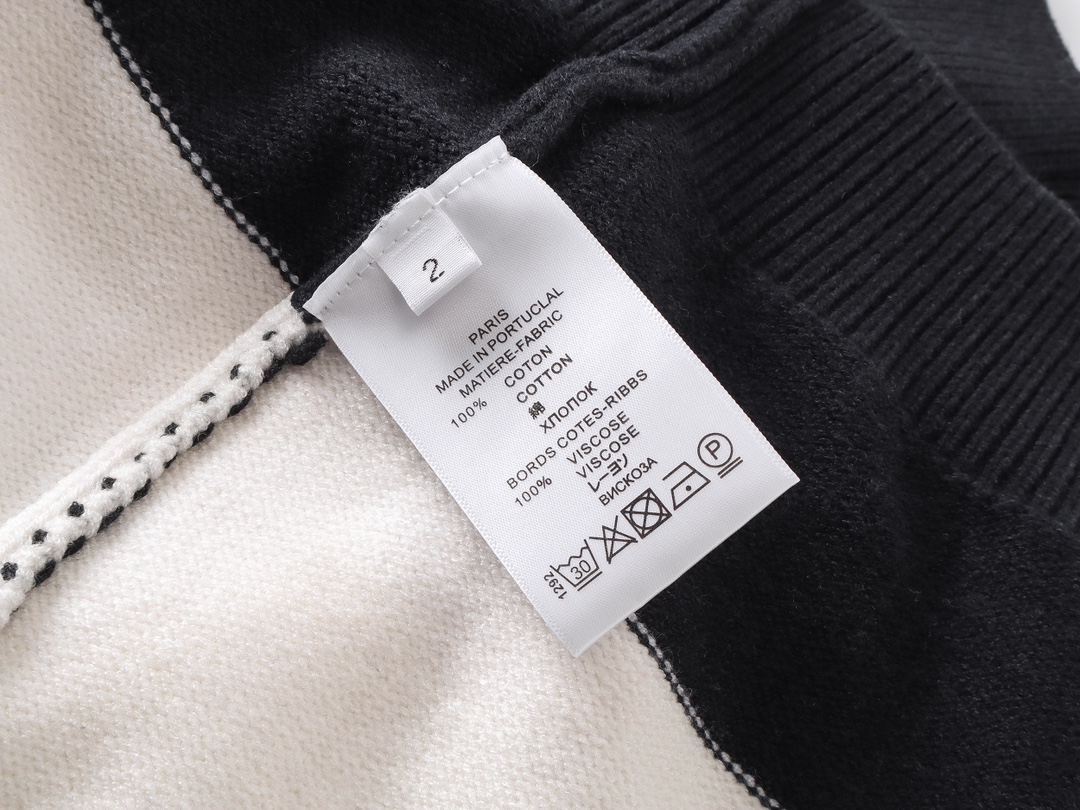 2
PARIS
MADE IN PORTUCLAL
MATIERE-FABRIC
100% COTON
COTTON
綿
ХЛОПОК
BORDS COTES-RIBBS
100% VISCOSE
VISCOSE
レーヨン
ВИСКОЗА
1292 30 P